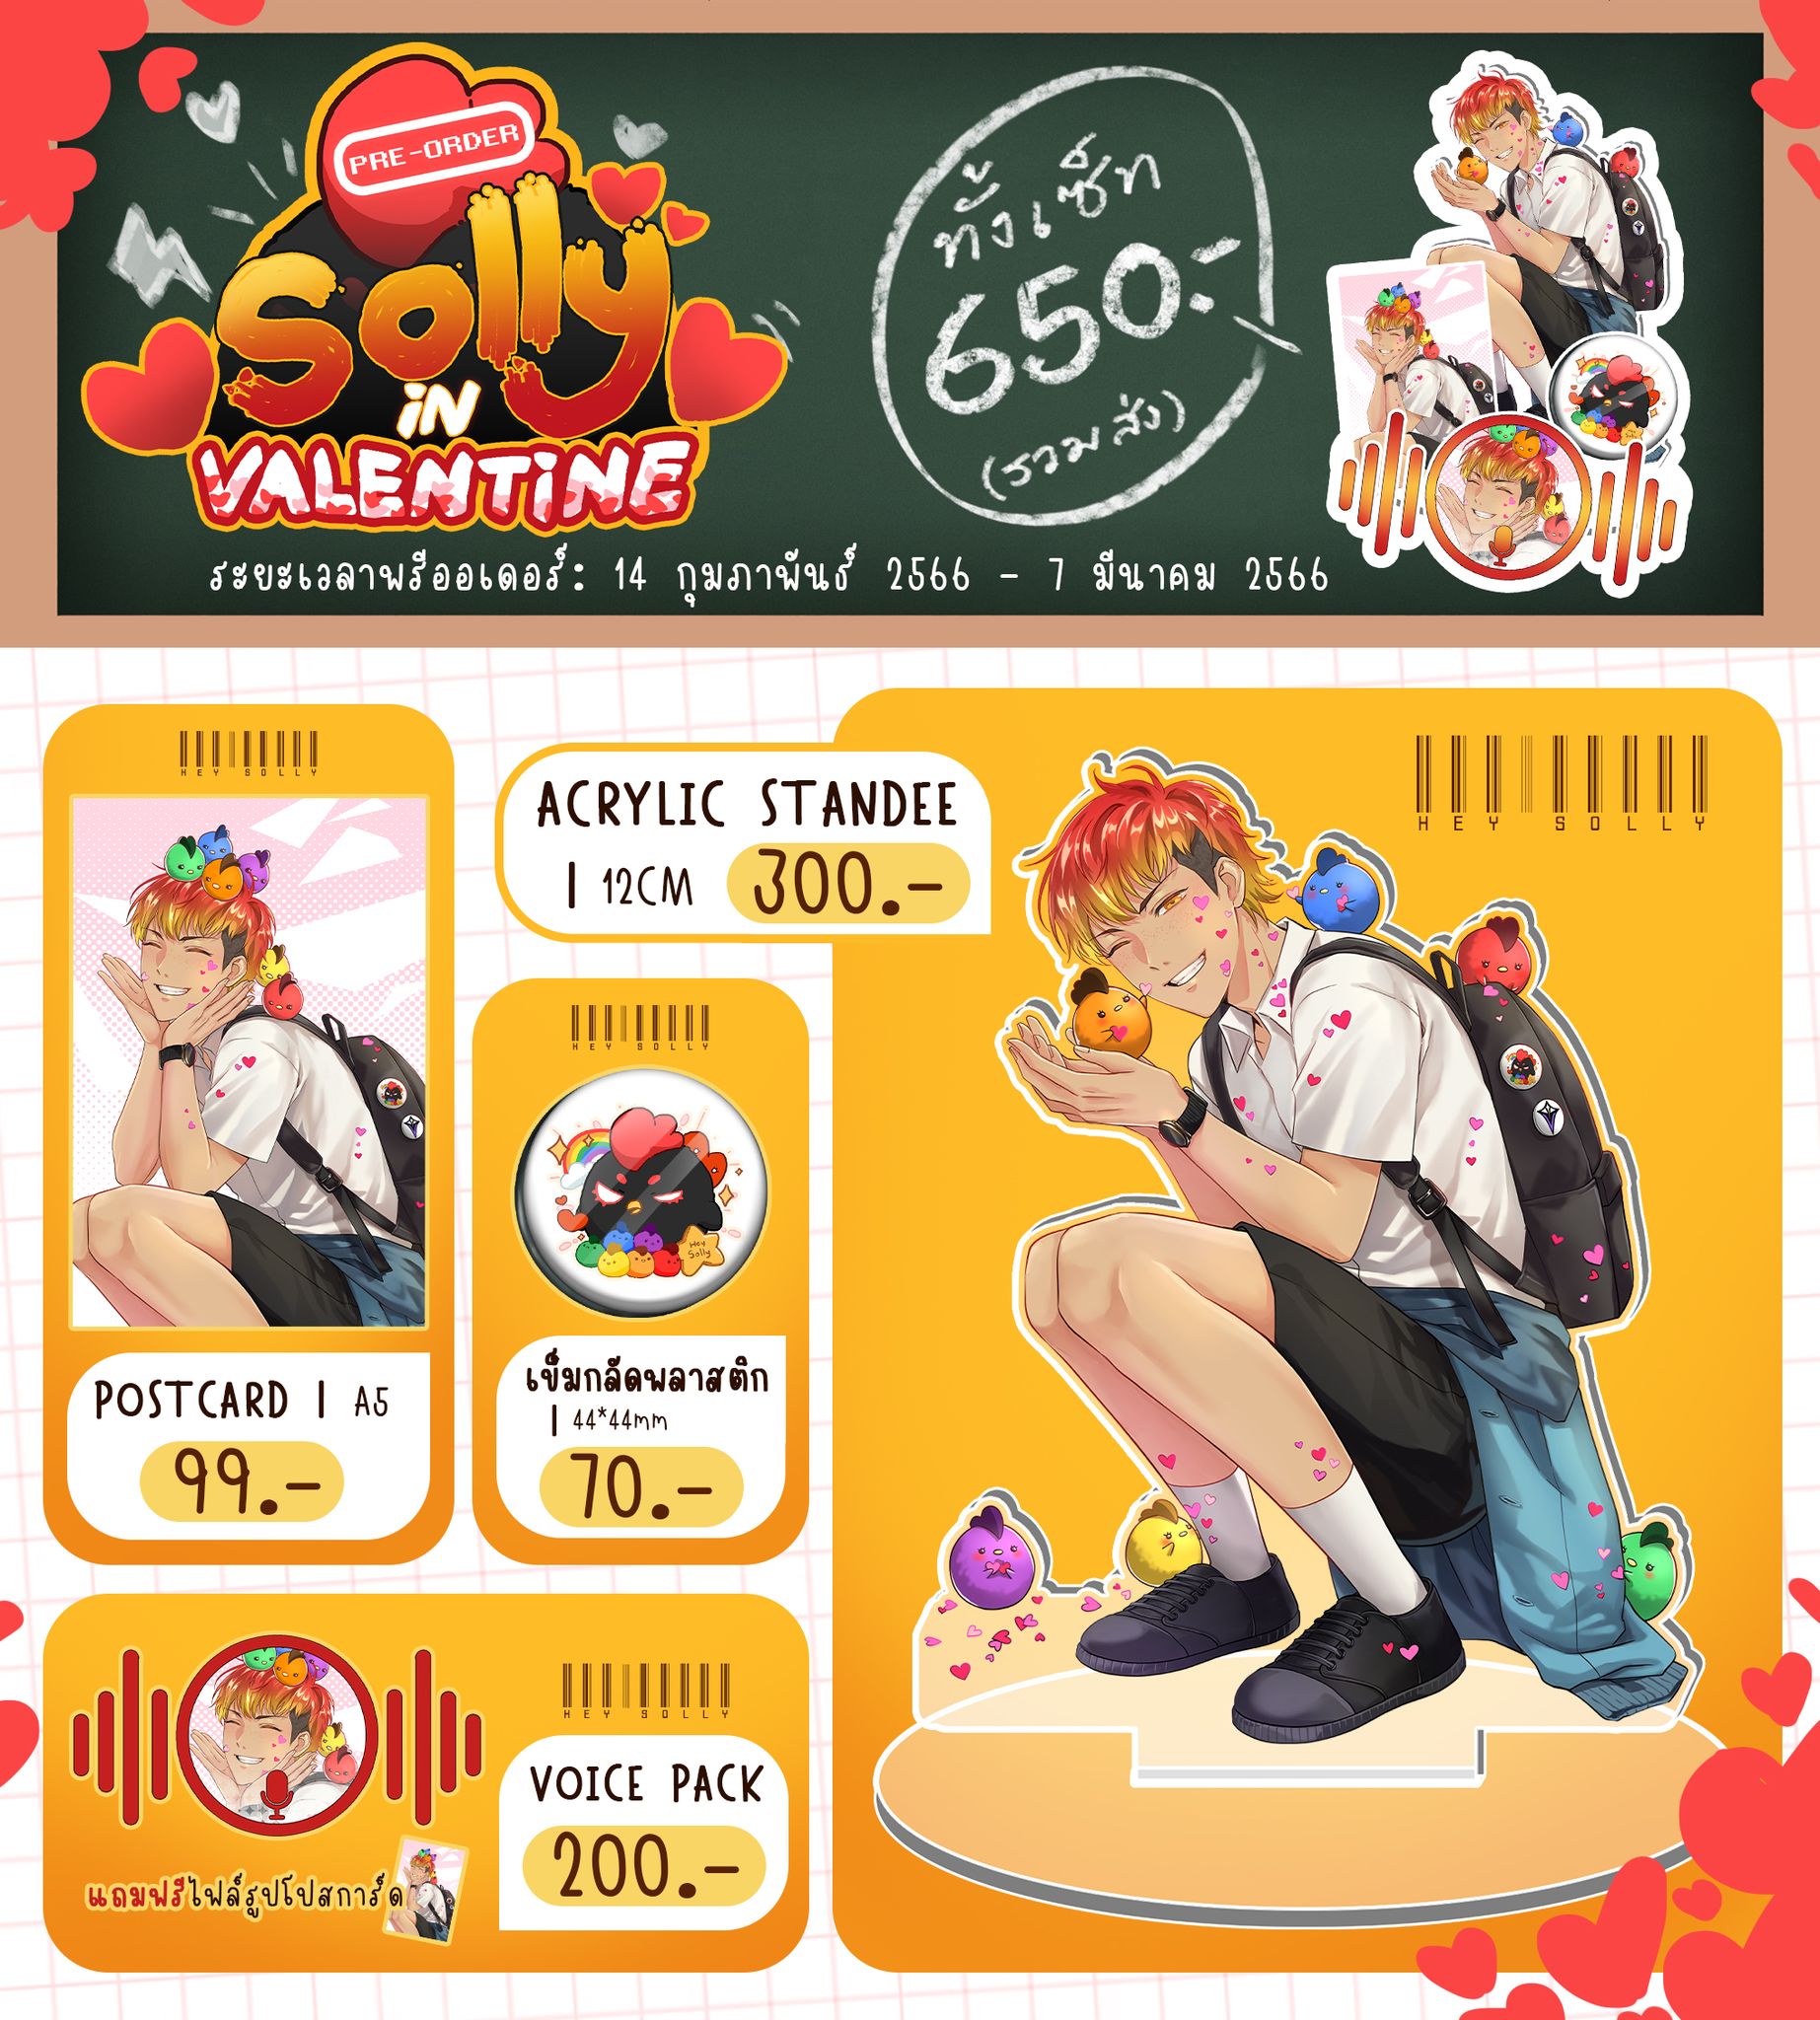 PRE-ORDER
Solly
iN
VALENTiNE
ทั้งเซ็ท
650.-
(รวมส่ง)
ระยะเวลาพรีออเดอร์: 14 กุมภาพันธ์ 2566 - 7 มีนาคม 2566
HEY SOLLY
POSTCARD | A5
99.-
ACRYLIC STANDEE
| 12CM 300.-
HEY SOLLY
HEY SOLLY
Hey
Solly
เข็มกลัดพลาสติก
| 44*44mm
70.-
HEY SOLLY
VOICE PACK
200.-
แถมฟรีไฟล์รูปโปสการ์ด